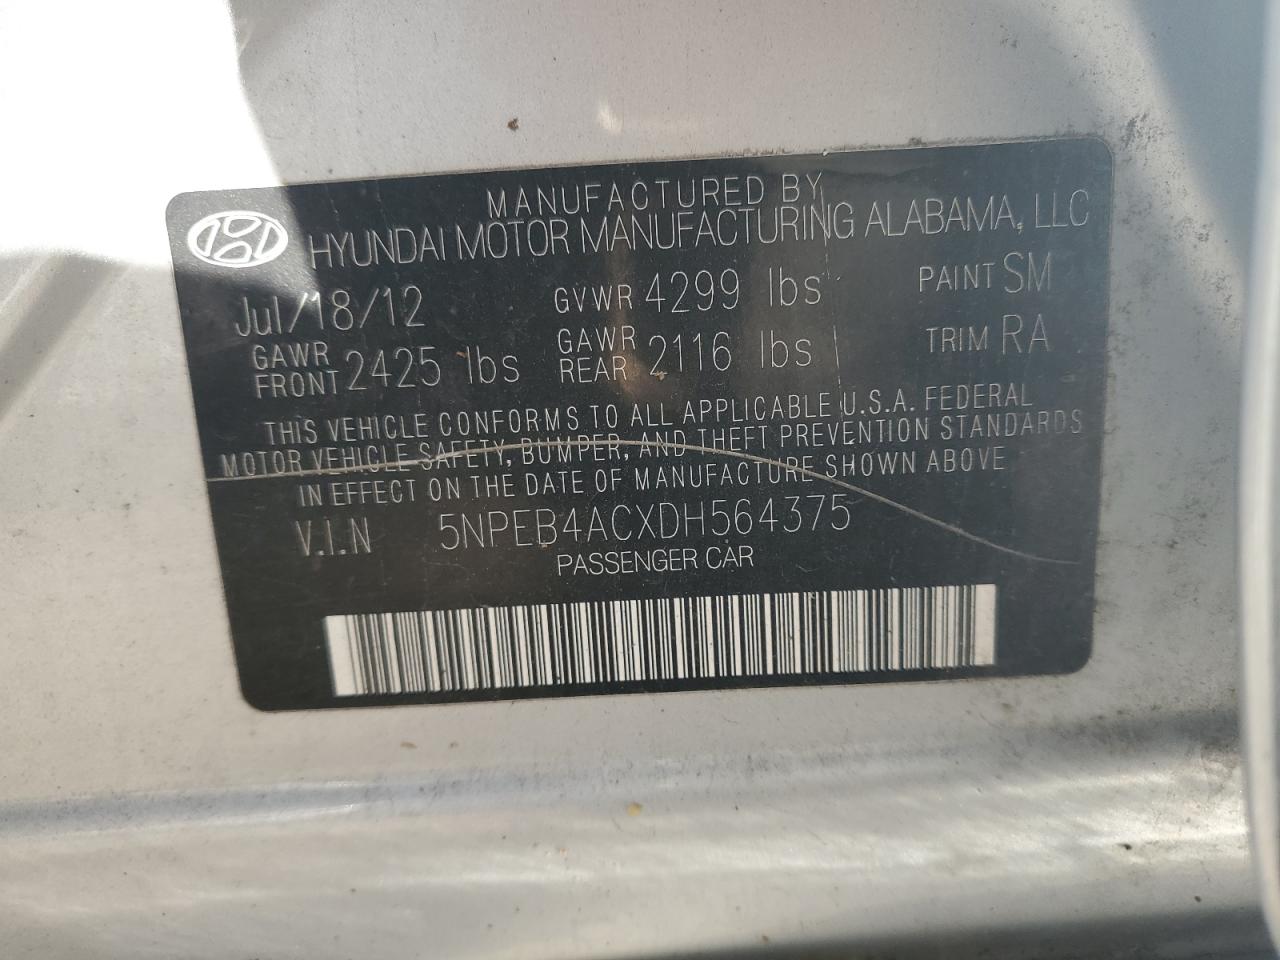 MANUFACTURED BY
HYUNDAI MOTOR MANUFACTURING ALABAMA, LLC
Jul/18/12 GVWR 4299 lbs PAINT SM
GAWR FRONT 2425 lbs GAWR REAR 2116 lbs TRIM RA
THIS VEHICLE CONFORMS TO ALL APPLICABLE U.S.A. FEDERAL
MOTOR VEHICLE SAFETY, BUMPER, AND THEFT PREVENTION STANDARDS
IN EFFECT ON THE DATE OF MANUFACTURE SHOWN ABOVE
V.I.N 5NPEB4ACXDH564375
PASSENGER CAR